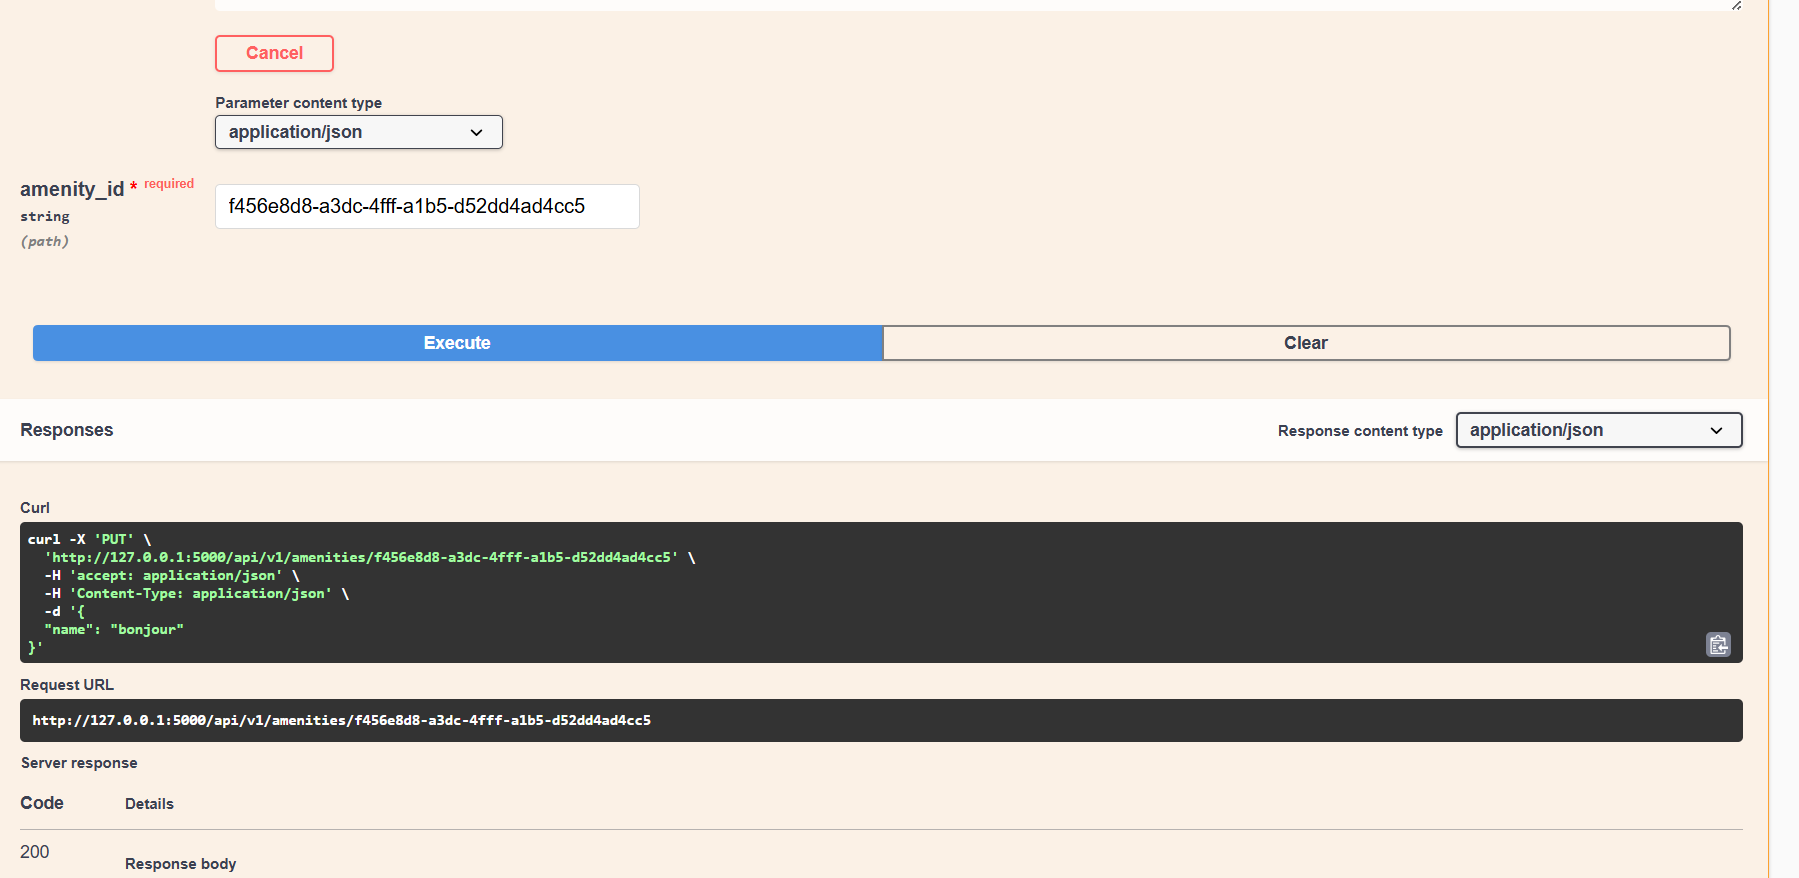 Cancel
Parameter content type
application/json
amenity_id * required
string
(path)
f456e8d8-a3dc-4fff-a1b5-d52dd4ad4cc5
Execute
Clear
Responses
Response content type
application/json
Curl
curl -X 'PUT' \
  'http://127.0.0.1:5000/api/v1/amenities/f456e8d8-a3dc-4fff-a1b5-d52dd4ad4cc5' \
  -H 'accept: application/json' \
  -H 'Content-Type: application/json' \
  -d '{
  "name": "bonjour"
}'
Request URL
http://127.0.0.1:5000/api/v1/amenities/f456e8d8-a3dc-4fff-a1b5-d52dd4ad4cc5
Server response
Code
Details
200
Response body